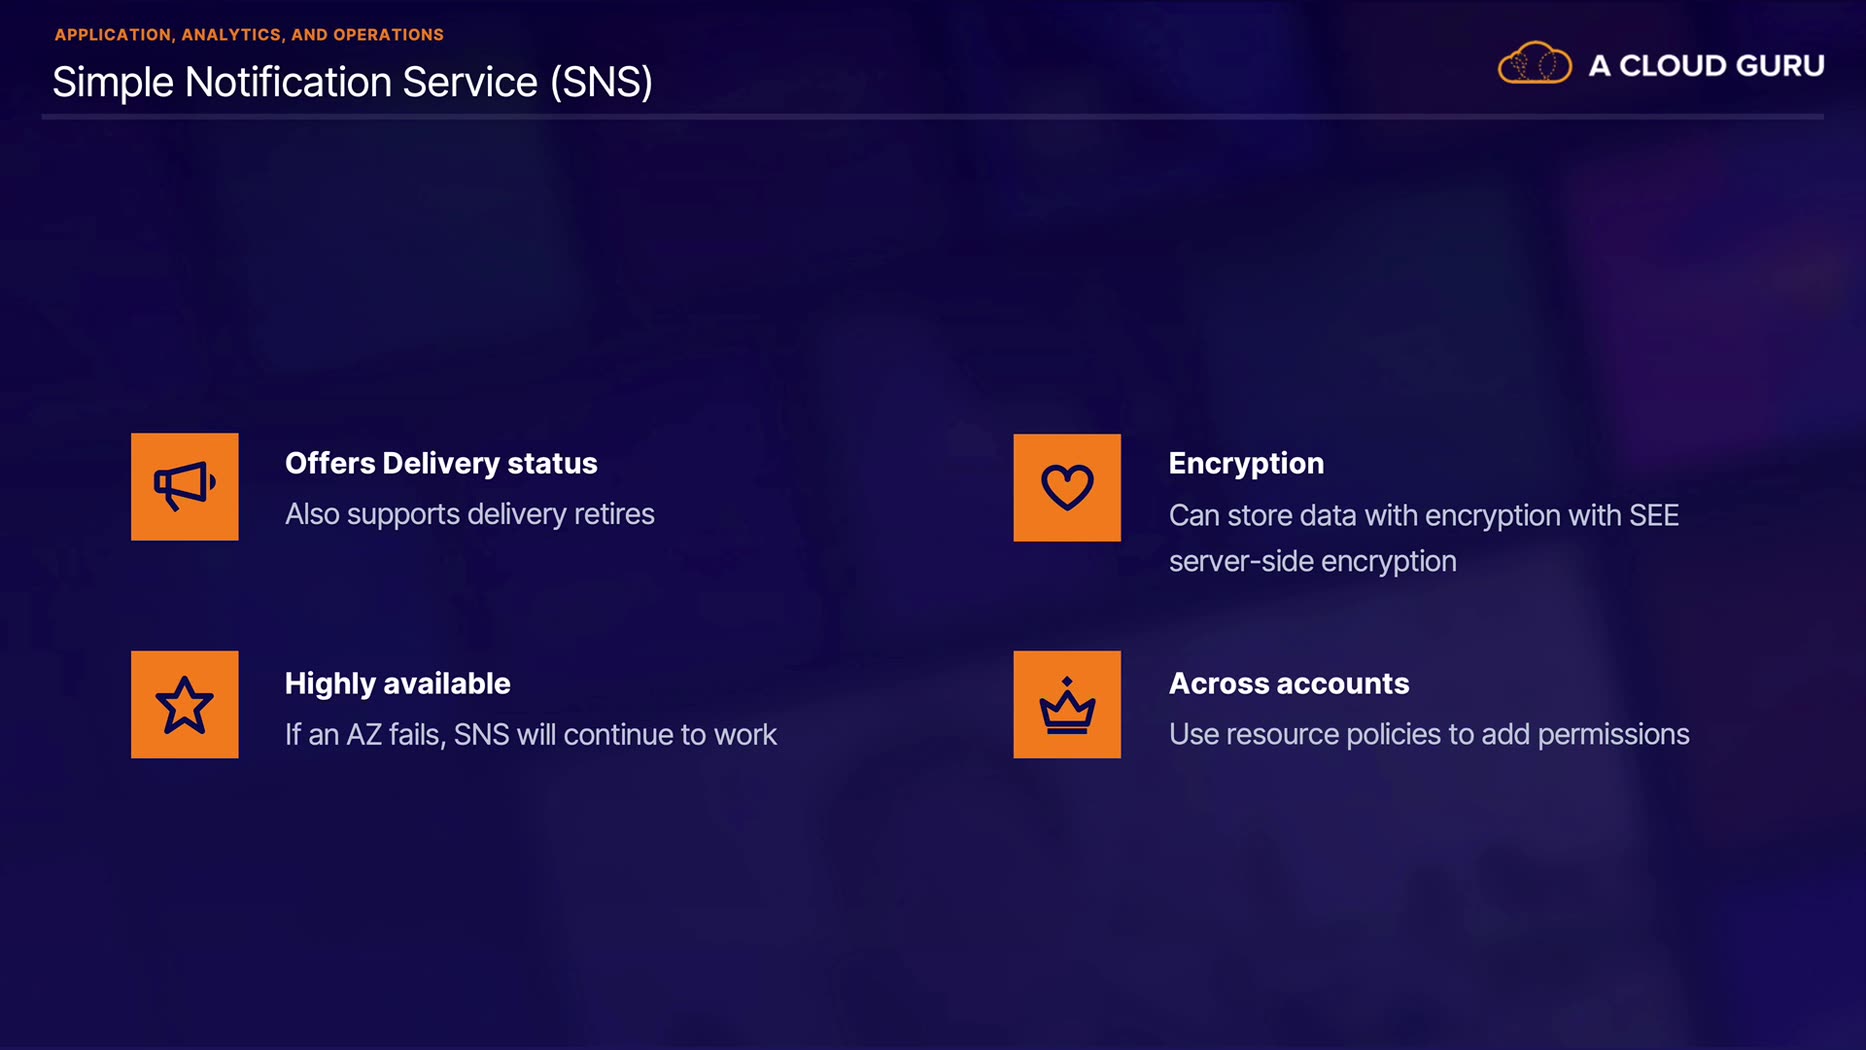 APPLICATION, ANALYTICS, AND OPERATIONS
Simple Notification Service (SNS)
A CLOUD GURU
Offers Delivery status
Also supports delivery retires
Encryption
Can store data with encryption with SEE
server-side encryption
Highly available
If an AZ fails, SNS will continue to work
Across accounts
Use resource policies to add permissions